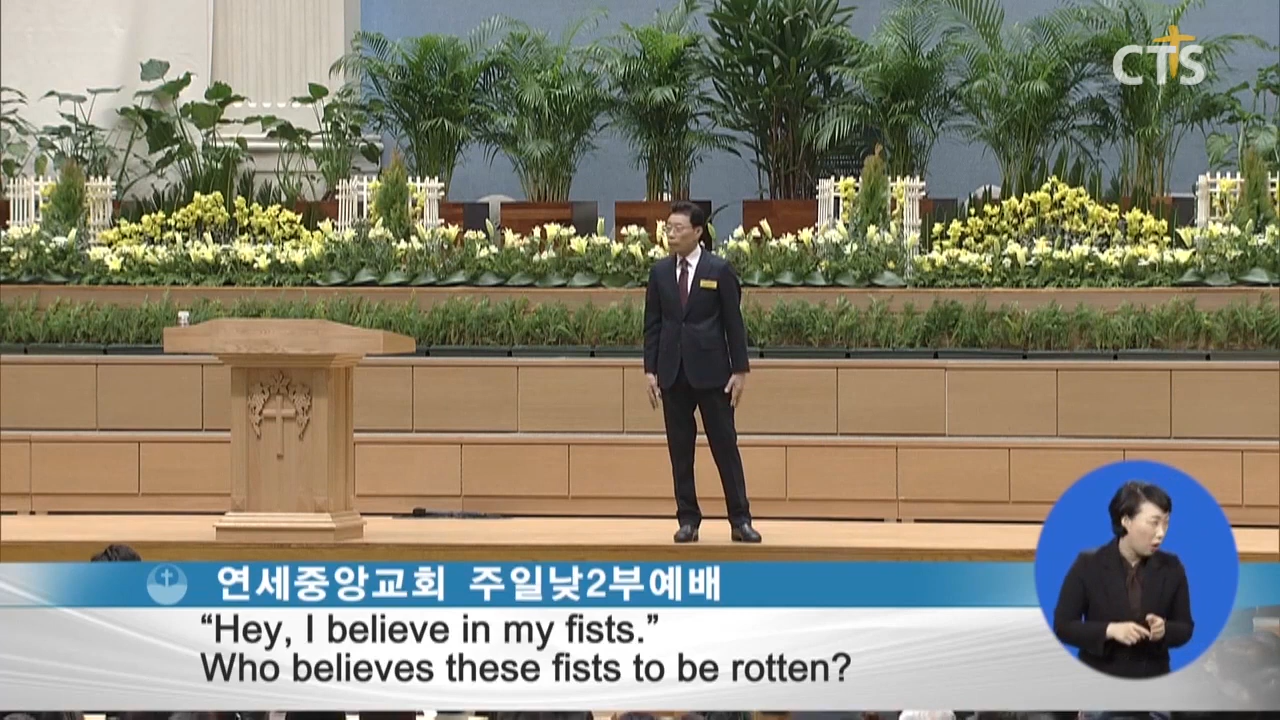 CTS
연세중앙교회 주일낮2부예배
“Hey, I believe in my fists.”
Who believes these fists to be rotten?